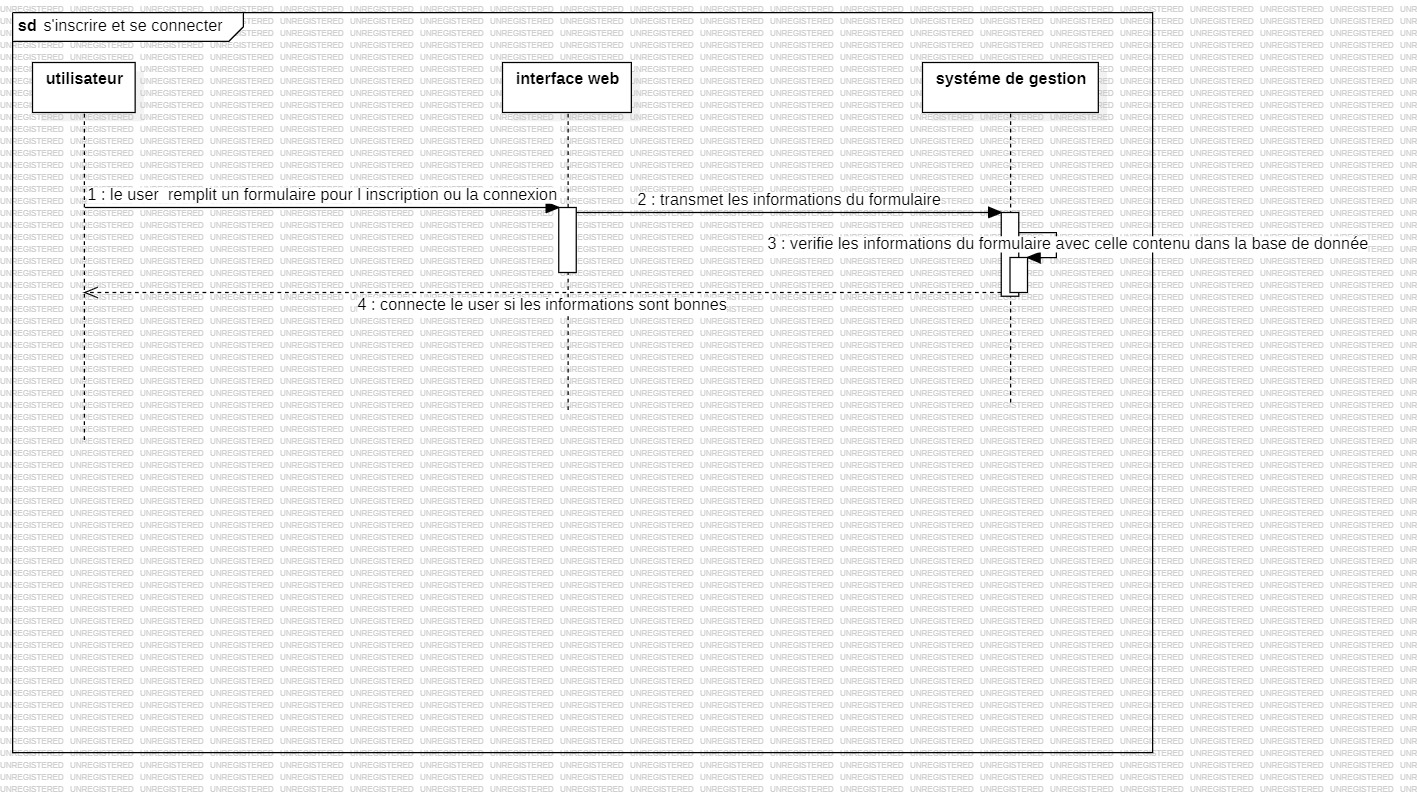 sd s'inscrire et se connecter
utilisateur
interface web
systéme de gestion
1 : le user  remplit un formulaire pour l inscription ou la connexion
2 : transmet les informations du formulaire
3 : verifie les informations du formulaire avec celle contenu dans la base de donnée
4 : connecte le user si les informations sont bonnes
UNREGISTERED